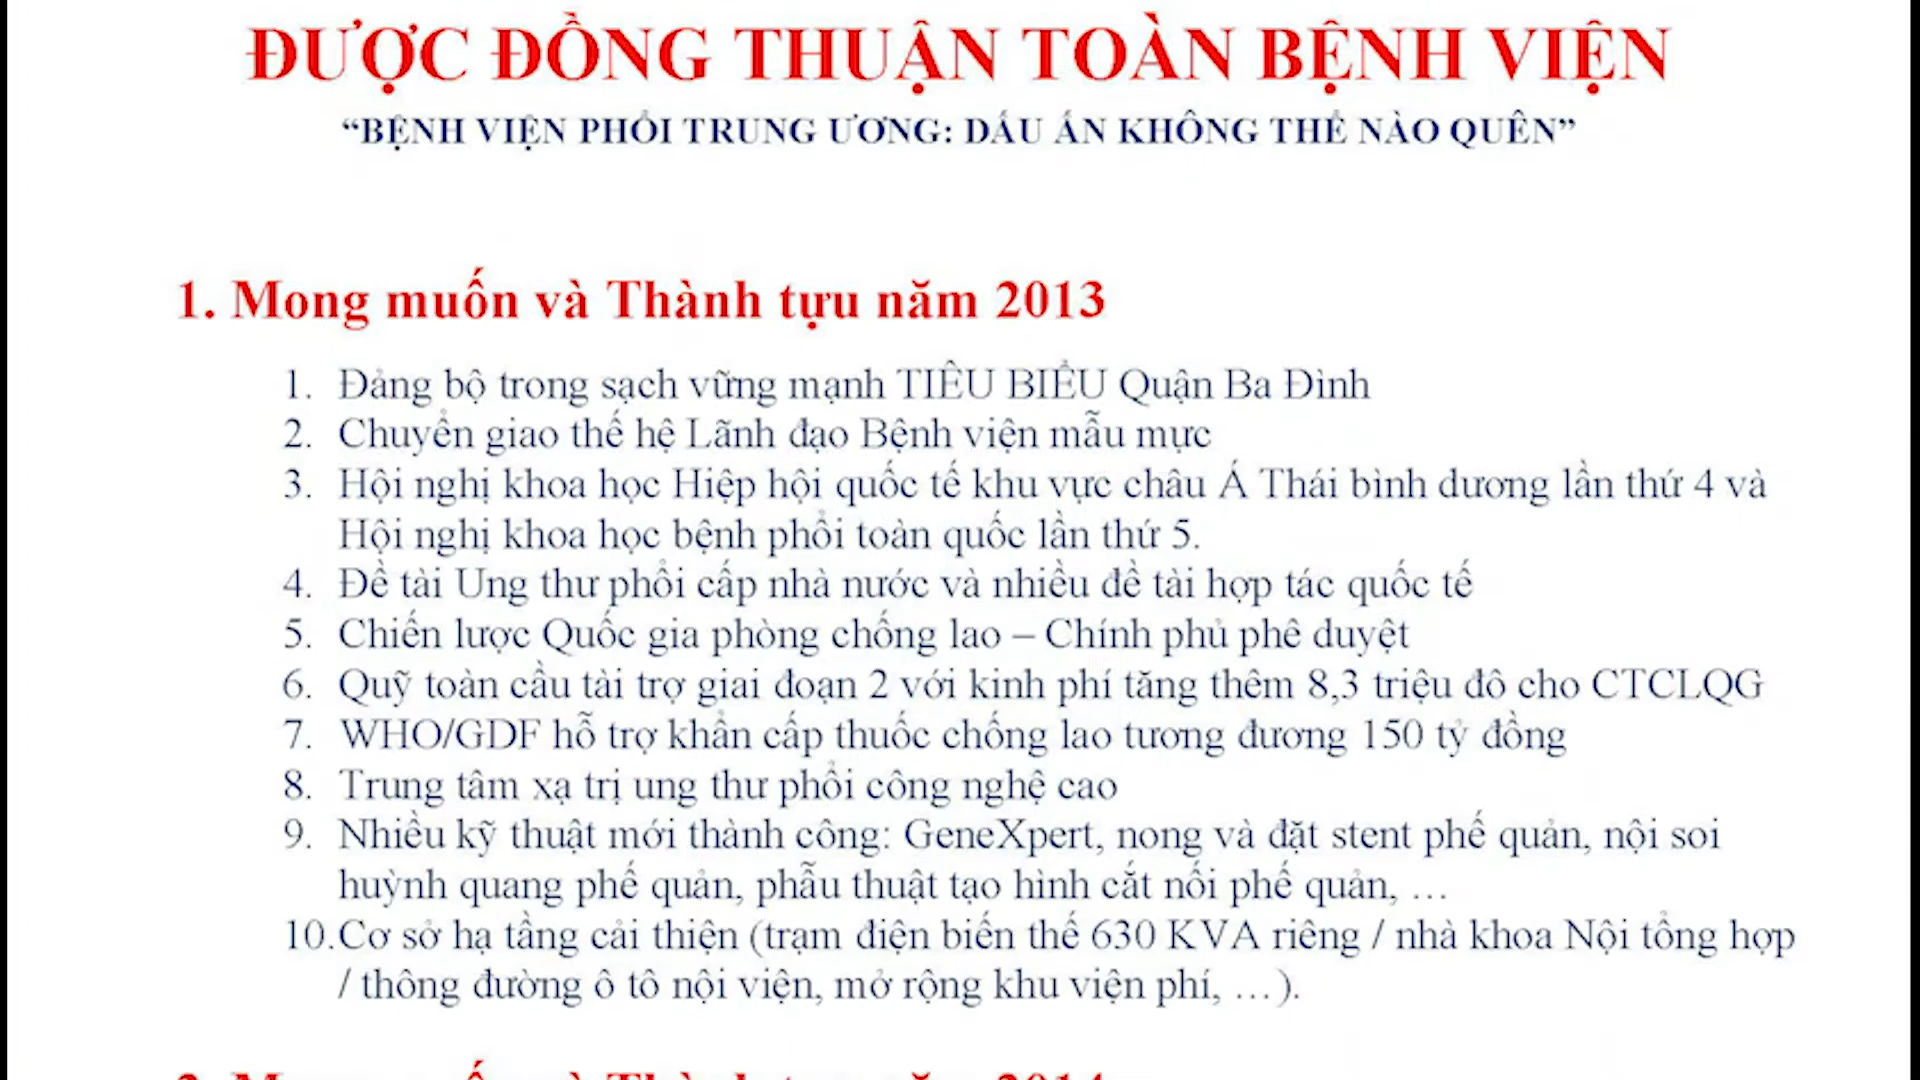 ĐƯỢC ĐỒNG THUẬN TOÀN BỆNH VIỆN
“BỆNH VIỆN PHỔI TRUNG ƯƠNG: DẤU ẤN KHÔNG THỂ NÀO QUÊN”
1. Mong muốn và Thành tựu năm 2013
1. Đảng bộ trong sạch vững mạnh TIÊU BIỂU Quận Ba Đình
2. Chuyển giao thế hệ Lãnh đạo Bệnh viện mẫu mực
3. Hội nghị khoa học Hiệp hội quốc tế khu vực châu Á Thái bình dương lần thứ 4 và
Hội nghị khoa học bệnh phổi toàn quốc lần thứ 5.
4. Đề tài Ung thư phổi cấp nhà nước và nhiều đề tài hợp tác quốc tế
5. Chiến lược Quốc gia phòng chống lao – Chính phủ phê duyệt
6. Quỹ toàn cầu tài trợ giai đoạn 2 với kinh phí tăng thêm 8,3 triệu đô cho CTCLQG
7. WHO/GDF hỗ trợ khẩn cấp thuốc chống lao tương đương 150 tỷ đồng
8. Trung tâm xạ trị ung thư phổi công nghệ cao
9. Nhiều kỹ thuật mới thành công: GeneXpert, nong và đặt stent phế quản, nội soi
huỳnh quang phế quản, phẫu thuật tạo hình cắt nối phế quản, …
10.Cơ sở hạ tầng cải thiện (trạm điện biến thế 630 KVA riêng / nhà khoa Nội tổng hợp
/ thông đường ô tô nội viện, mở rộng khu viện phí, …).